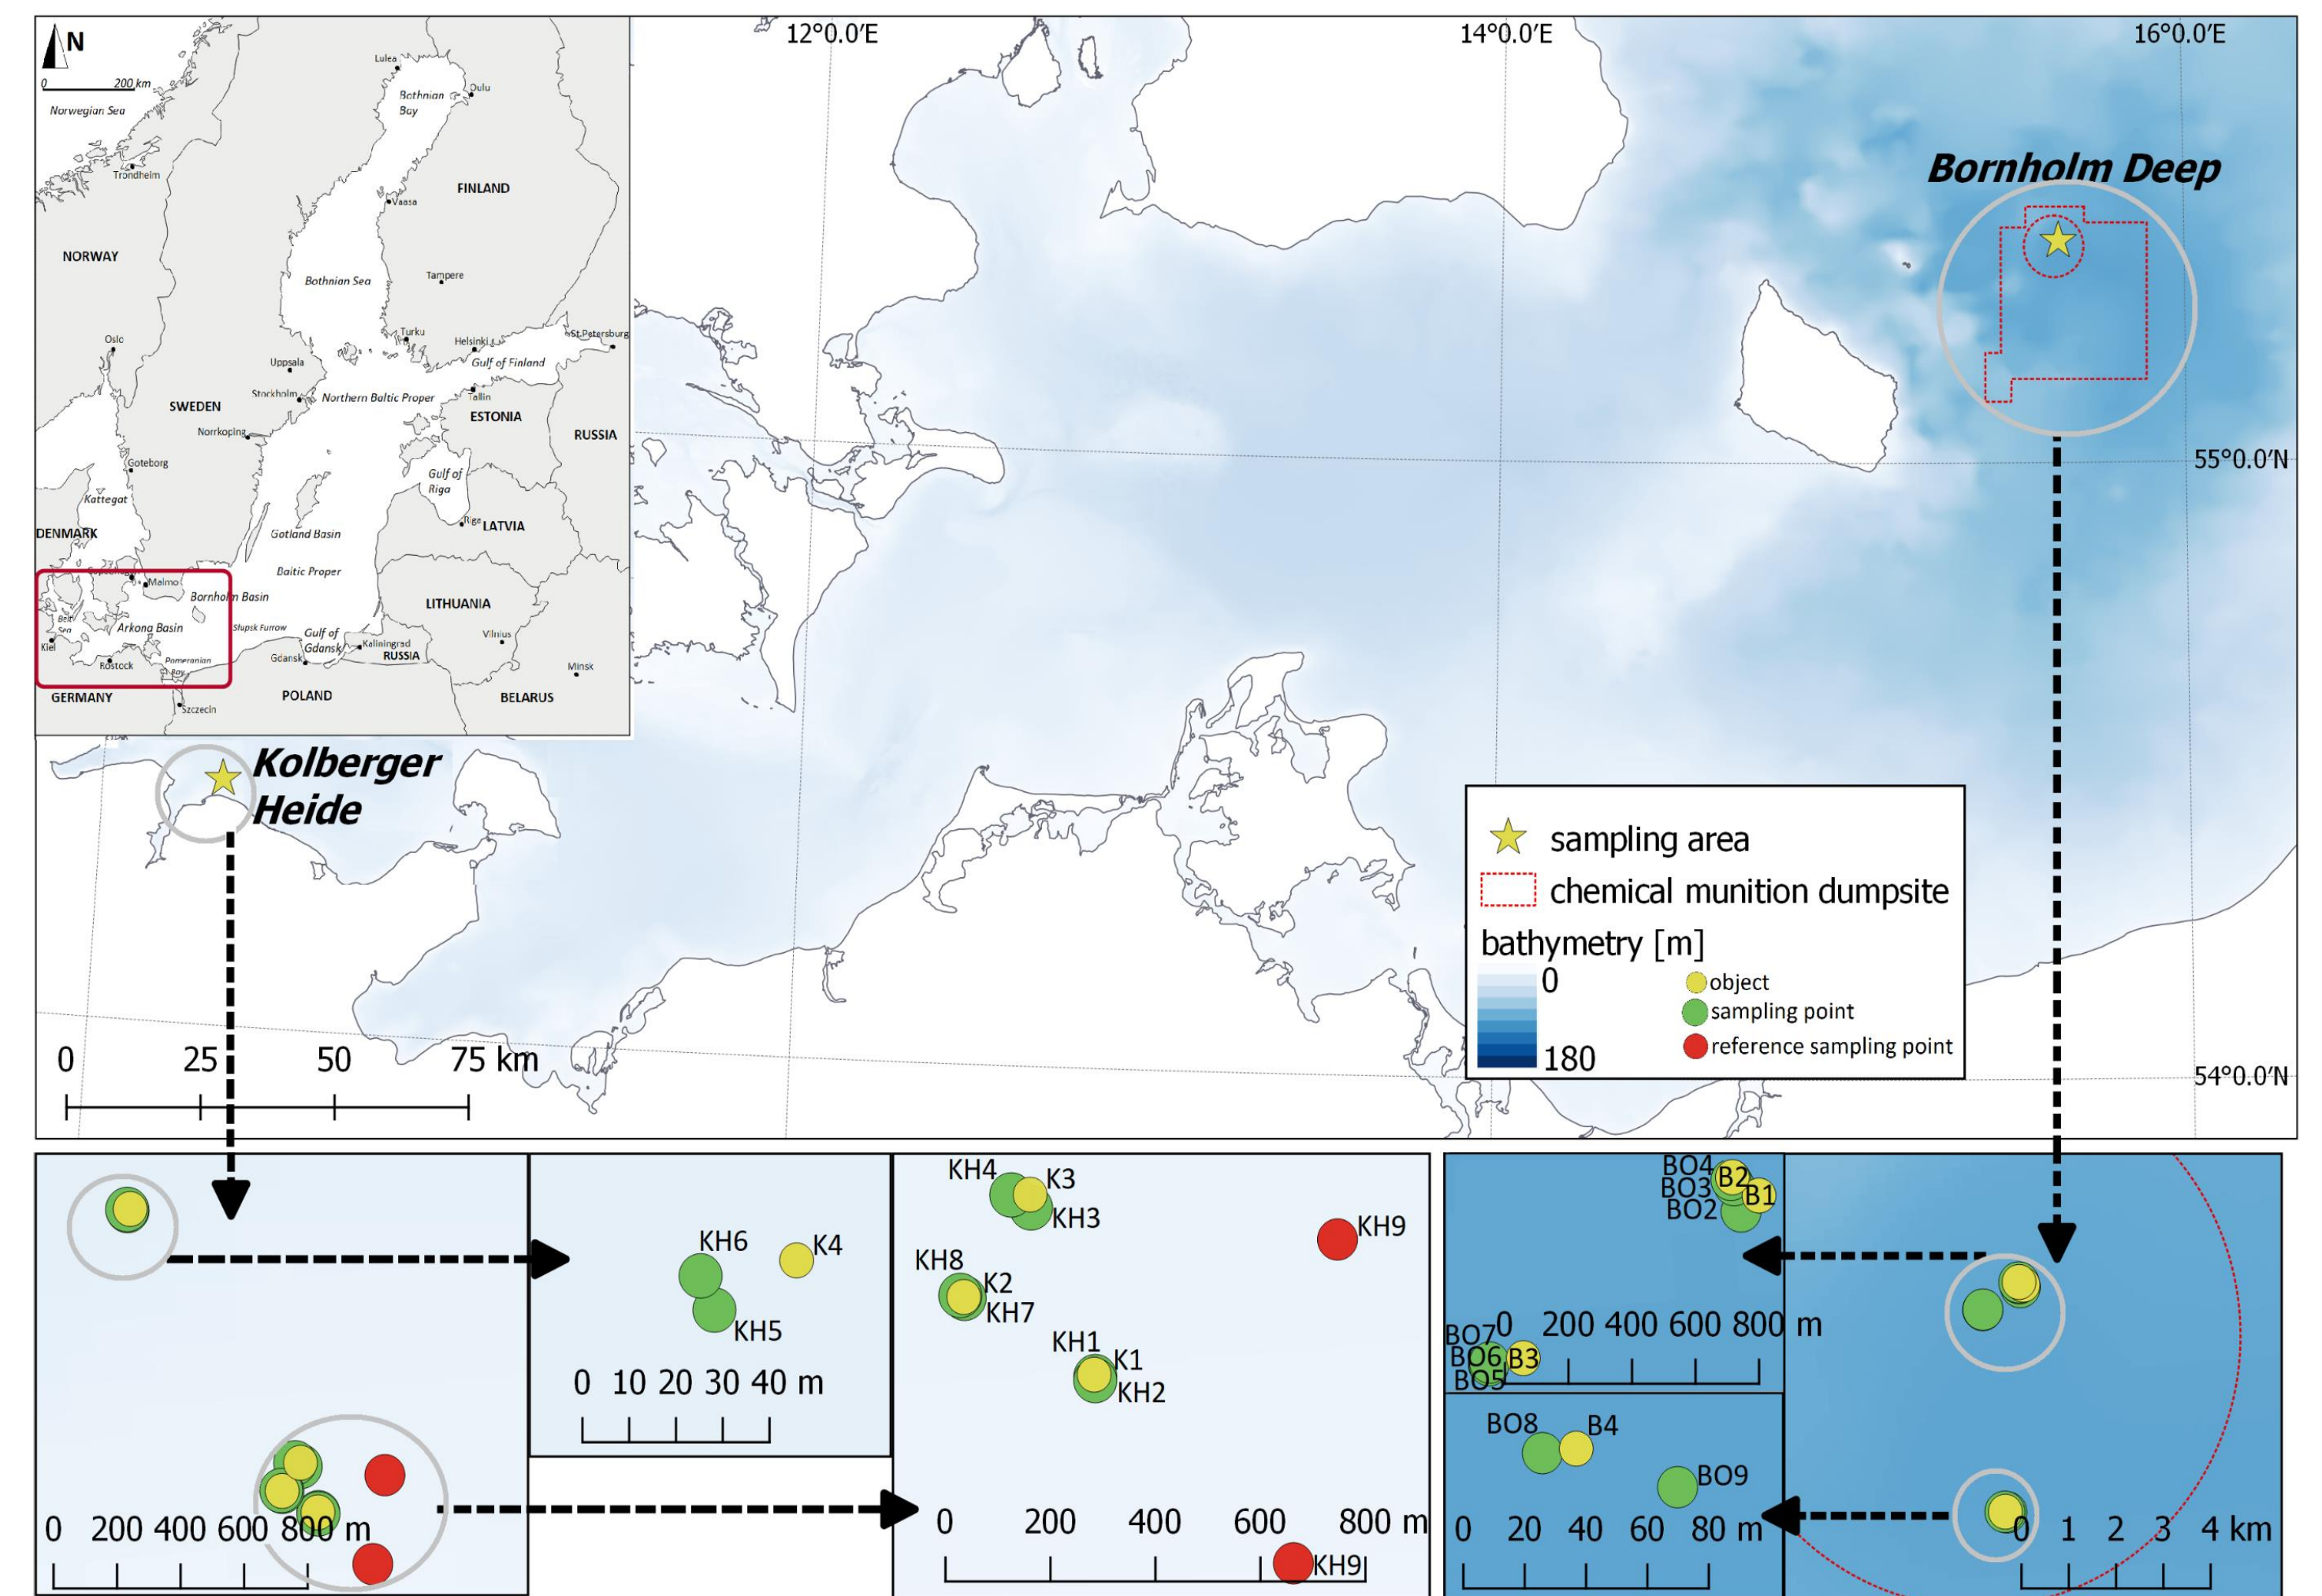 N
0 200 km
Norwegian Sea
Lulea
Bothnian
Bay
Oulu
Trondheim
FINLAND
Vaasa
NORWAY
Bothnian Sea
Tampere
Oslo
Turku
Helsinki
St.Petersburg
Uppsala
Gulf of Finland
Stockholm
Northern Baltic Proper
Tallin
SWEDEN
ESTONIA
Norrkoping
RUSSIA
Goteborg
Gulf of
Riga
Kattegat
Riga
LATVIA
DENMARK
Gotland Basin
Baitic Proper
Malmo
Bornholm Basin
LITHUANIA
Belt
Sea
Arkona Basin
Słupsk Furrow
Gulf of
Gdansk
Kaliningrad
Vilnius
Kiel
RUSSIA
Rostock
Pomeranian
Bay
Gdansk
Minsk
GERMANY
POLAND
BELARUS
Szczecin
12°0.0'E
14°0.0'E
16°0.0'E
Bornholm Deep
55°0.0'N
Kolberger
Heide
sampling area
chemical munition dumpsite
bathymetry [m]
0
180
object
sampling point
reference sampling point
0 25 50 75 km
54°0.0'N
0 200 400 600 800 m
KH6
K4
KH5
0 10 20 30 40 m
KH4
K3
KH3
KH9
KH8
K2
KH7
KH1
K1
KH2
0 200 400 600 800 m
KH9
BO4
B2
BO3
B1
BO2
0 200 400 600 800 m
BO7
BO6
B3
BO5
BO8
B4
BO9
0 20 40 60 80 m
0 1 2 3 4 km